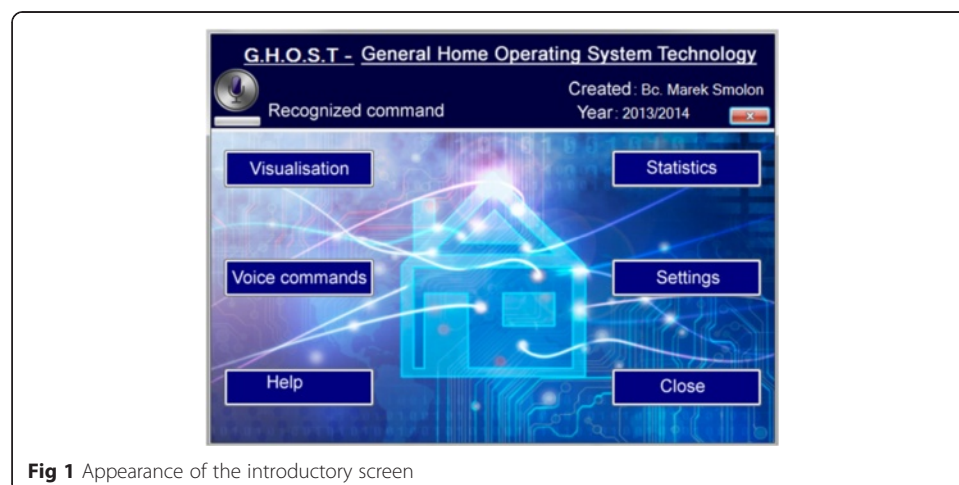 G.H.O.S.T - General Home Operating System Technology
Created : Bc. Marek Smolon
Recognized command
Year : 2013/2014
x
Visualisation
Statistics
Voice commands
Settings
Help
Close
Fig 1 Appearance of the introductory screen